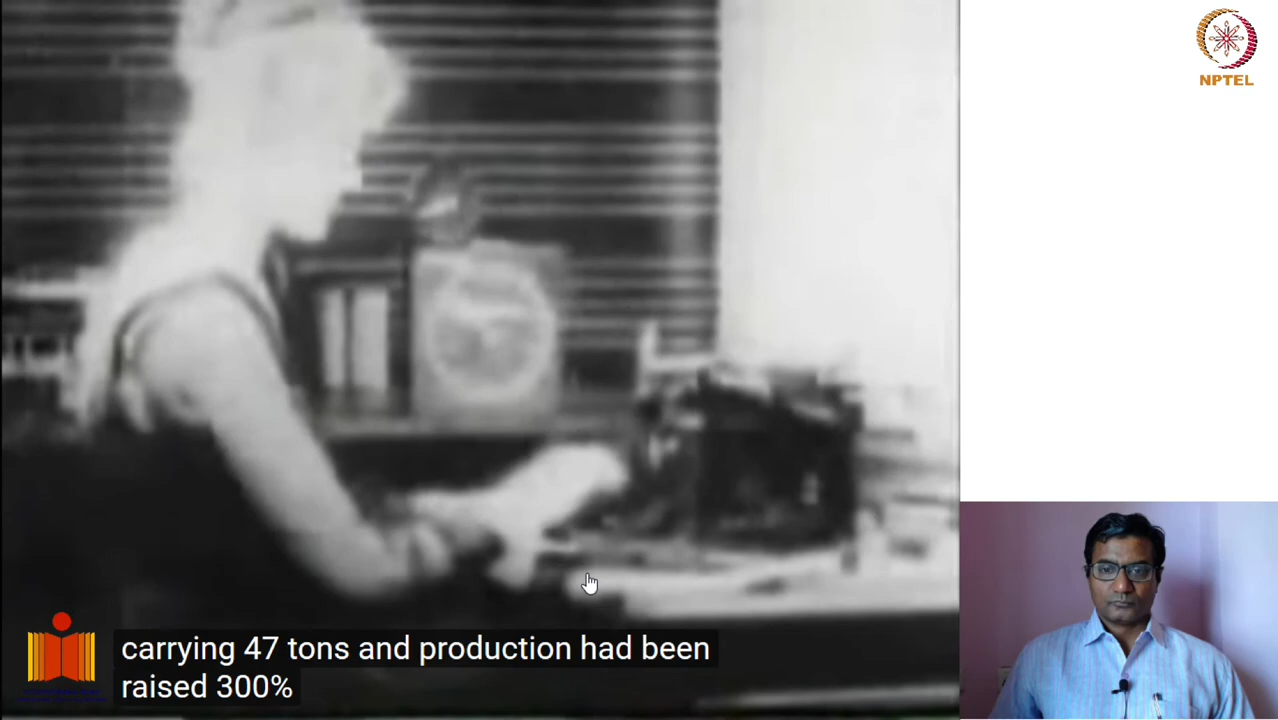 NPTEL
carrying 47 tons and production had been
raised 300%